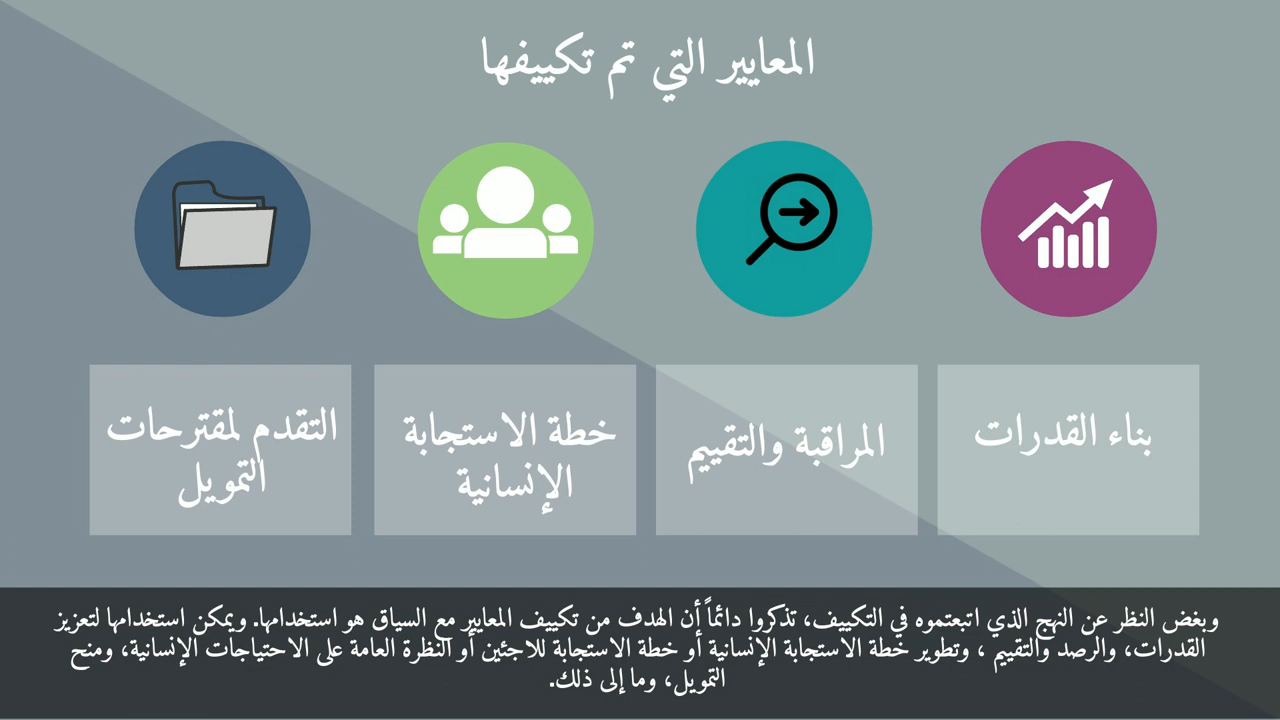 المعايير التي تم تكييفها
بناء القدرات
المراقبة والتقييم
خطة الاستجابة
الإنسانية
التقدم لمقترحات
التمويل
وبغض النظر عن النهج الذي اتبعتموه في التكييف، تذكروا دائماً أن الهدف من تكييف المعايير مع السياق هو استخدامها. ويمكن استخدامها لتعزيز
القدرات، والرصد والتقييم ، وتطوير خطة الاستجابة الإنسانية أو خطة الاستجابة للاجئين أو النظرة العامة على الاحتياجات الإنسانية، ومنح
التمويل، وما إلى ذلك.